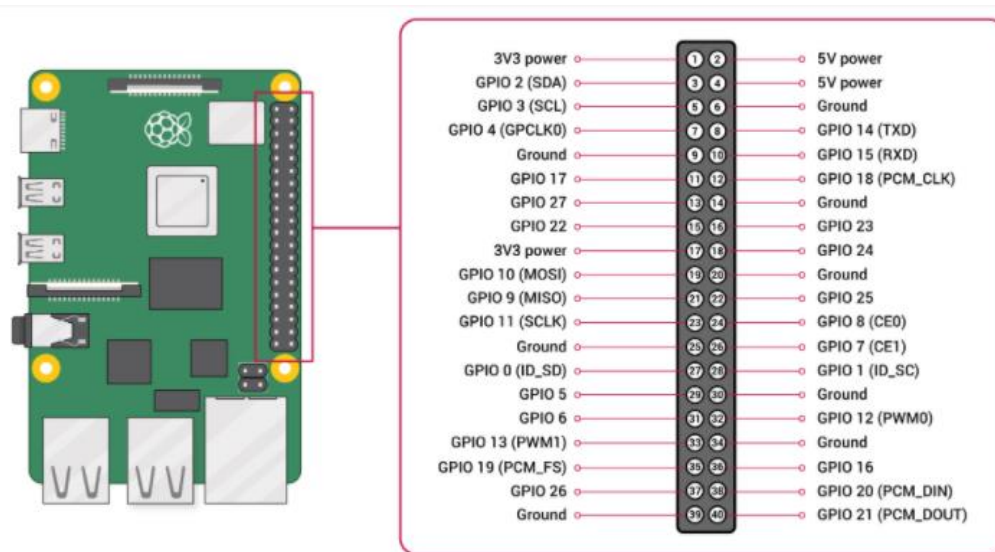 3V3 power 1 2 5V power
GPIO 2 (SDA) 3 4 5V power
GPIO 3 (SCL) 5 6 Ground
GPIO 4 (GPCLK0) 7 8 GPIO 14 (TXD)
Ground 9 10 GPIO 15 (RXD)
GPIO 17 11 12 GPIO 18 (PCM_CLK)
GPIO 27 13 14 Ground
GPIO 22 15 16 GPIO 23
3V3 power 17 18 GPIO 24
GPIO 10 (MOSI) 19 20 Ground
GPIO 9 (MISO) 21 22 GPIO 25
GPIO 11 (SCLK) 23 24 GPIO 8 (CE0)
Ground 25 26 GPIO 7 (CE1)
GPIO 0 (ID_SD) 27 28 GPIO 1 (ID_SC)
GPIO 5 29 30 Ground
GPIO 6 31 32 GPIO 12 (PWM0)
GPIO 13 (PWM1) 33 34 Ground
GPIO 19 (PCM_FS) 35 36 GPIO 16
GPIO 26 37 38 GPIO 20 (PCM_DIN)
Ground 39 40 GPIO 21 (PCM_DOUT)